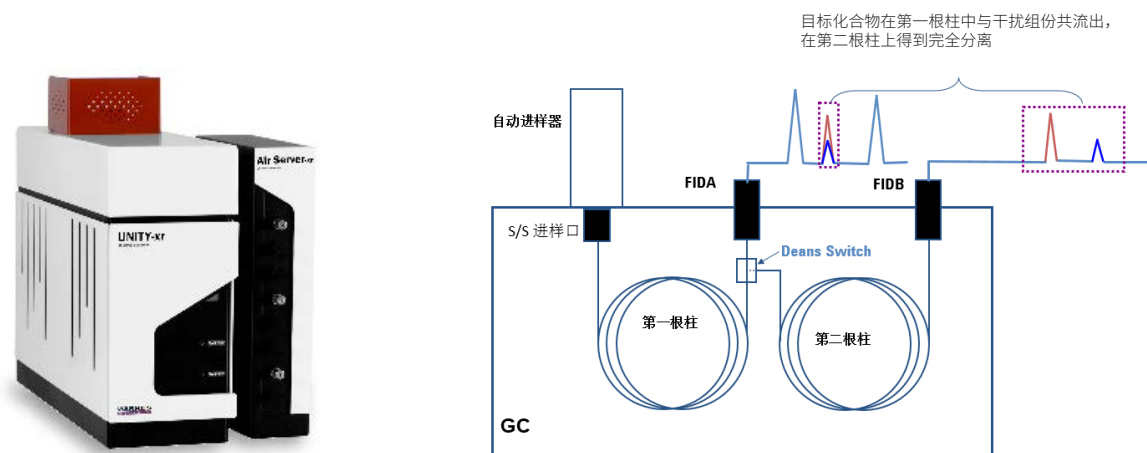 目标化合物在第一根柱中与干扰组份共流出，
在第二根柱上得到完全分离
自动进样器
Air Server-xr
FIDA
FIDB
UNITY-xr
S/S 进样口
Deans Switch
第一根柱
第二根柱
GC